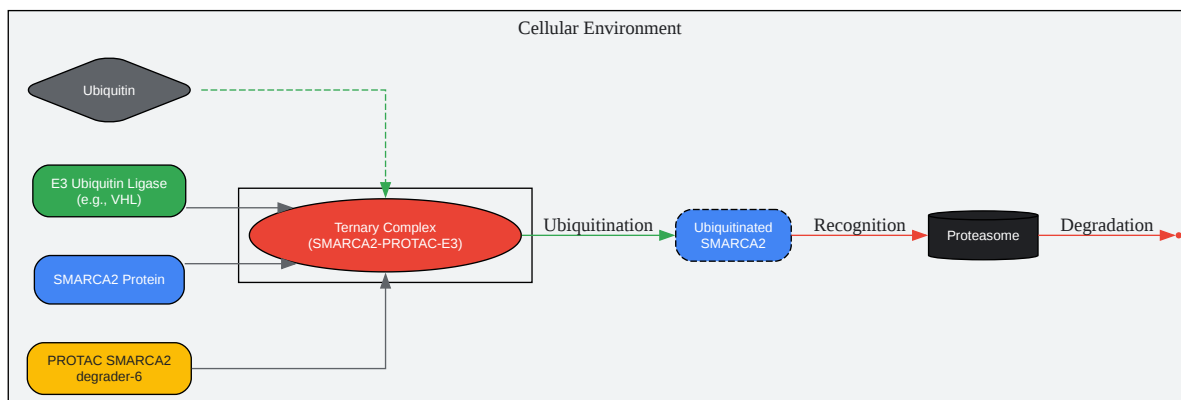 Cellular Environment
Ubiquitin
E3 Ubiquitin Ligase
(e.g., VHL)
SMARCA2 Protein
PROTAC SMARCA2
degrader-6
Ternary Complex
(SMARCA2-PROTAC-E3)
Ubiquitination
Ubiquitinated
SMARCA2
Recognition
Proteasome
Degradation